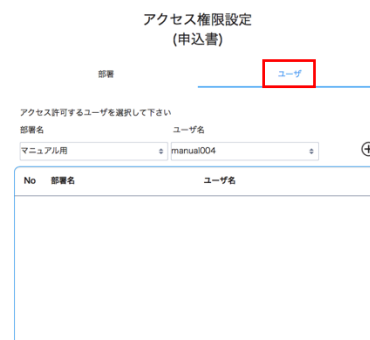 アクセス権限設定
(申込書)
部署 ユーザ
アクセス許可するユーザを選択して下さい
部署名 ユーザ名
マニュアル用 manual004
No 部署名 ユーザ名